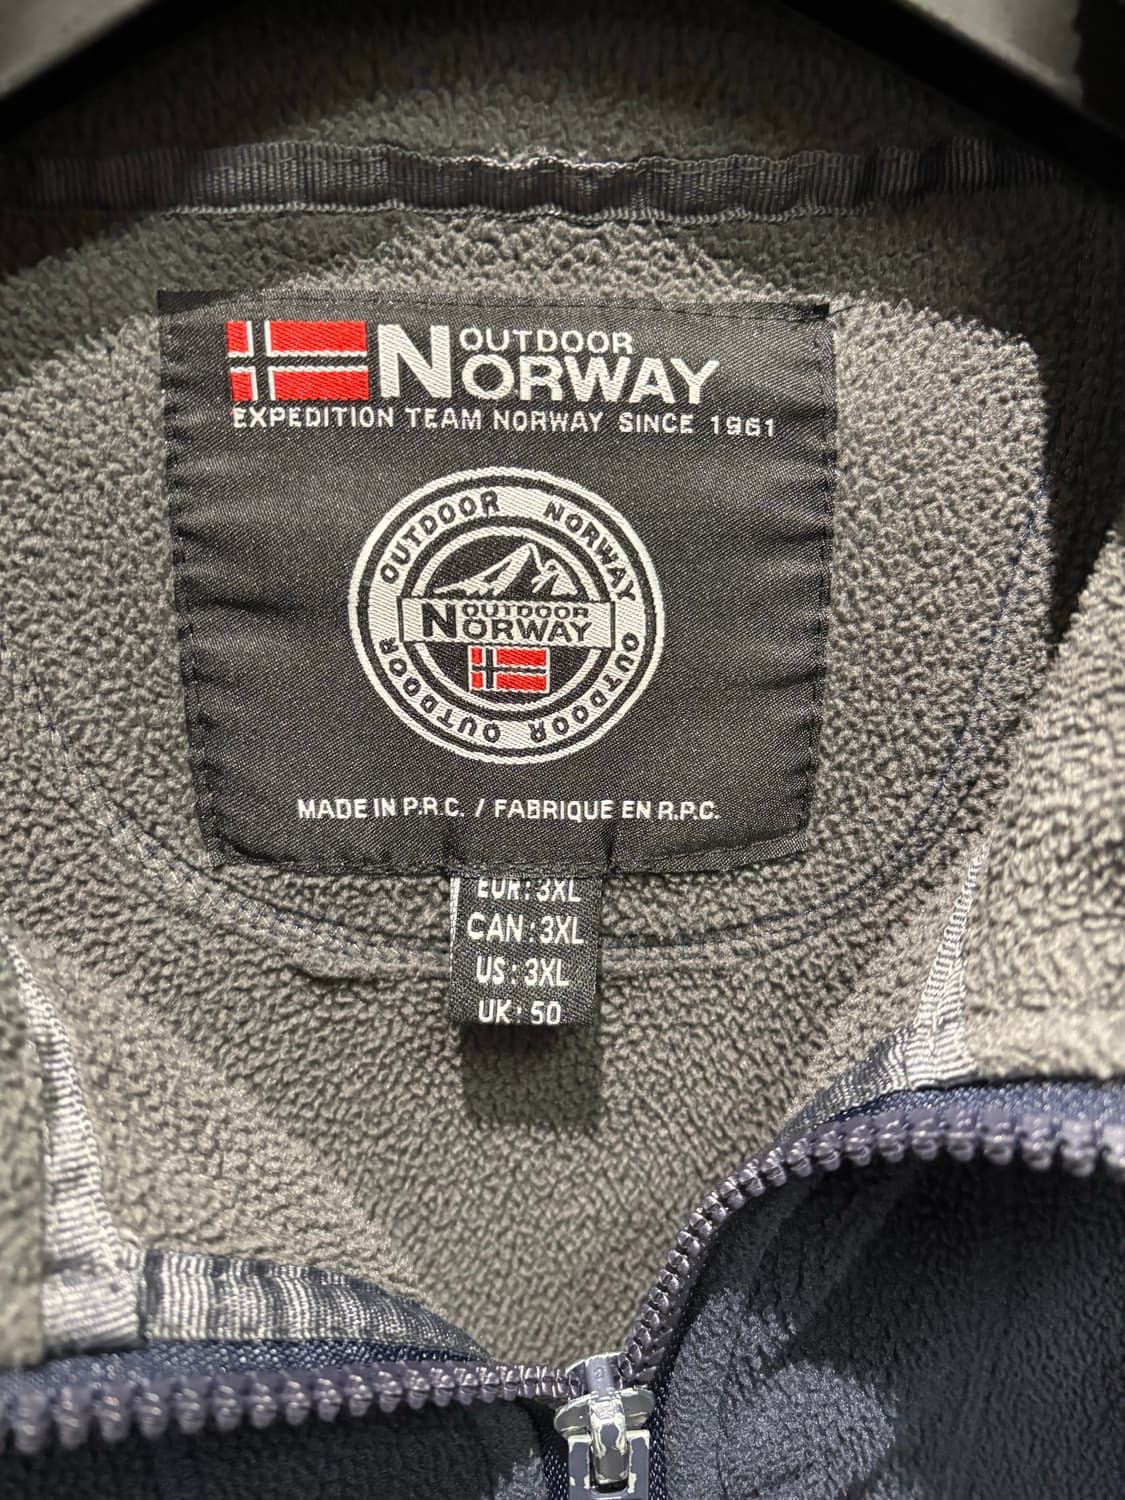 OUTDOOR
NORWAY
EXPEDITION TEAM NORWAY SINCE 1961
OUTDOOR NORWAY OUTDOOR OUTDOOR
OUTDOOR
NORWAY
MADE IN P.R.C. / FABRIQUE EN R.P.C.
EUR : 3XL
CAN : 3XL
US : 3XL
UK : 50